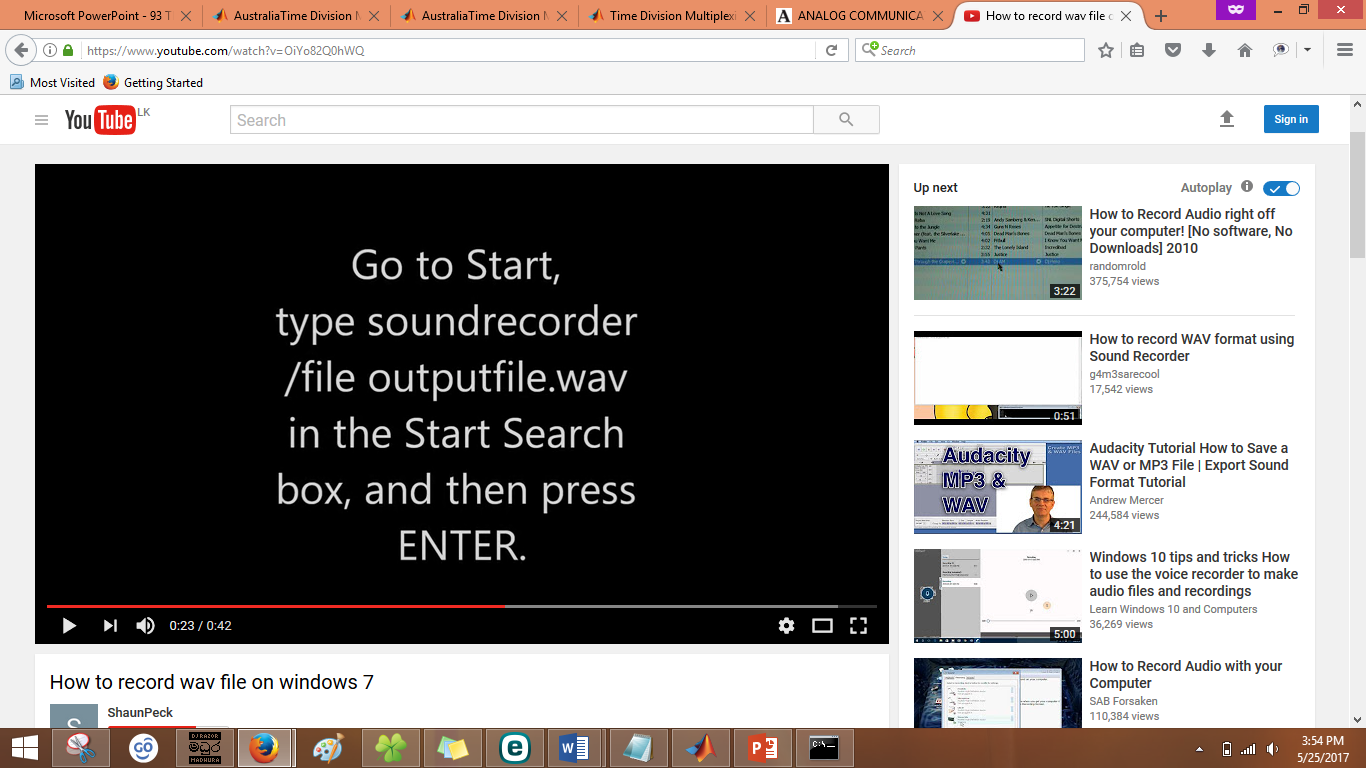 Microsoft PowerPoint - 93 T
AustraliaTime Division M
AustraliaTime Division M
Time Division Multiplexi
ANALOG COMMUNICA
How to record wav file o
https://www.youtube.com/watch?v=OiYo82Q0hWQ
Search
Most Visited
Getting Started
YouTube LK
Search
Sign in
Go to Start,
type soundrecorder
/file outputfile.wav
in the Start Search
box, and then press
ENTER.
0:23 / 0:42
How to record wav file on windows 7
S
ShaunPeck
Up next
Autoplay
3:22
How to Record Audio right off
your computer! [No software, No
Downloads] 2010
randomrold
375,754 views
0:51
How to record WAV format using
Sound Recorder
g4m3sarecool
17,542 views
Audacity
MP3 &
WAV
4:21
Audacity Tutorial How to Save a
WAV or MP3 File | Export Sound
Format Tutorial
Andrew Mercer
244,584 views
5:00
Windows 10 tips and tricks How
to use the voice recorder to make
audio files and recordings
Learn Windows 10 and Computers
36,269 views
How to Record Audio with your
Computer
SAB Forsaken
110,384 views
GO
DJ RAZOR
මධුර
MADHURA
3:54 PM
5/25/2017